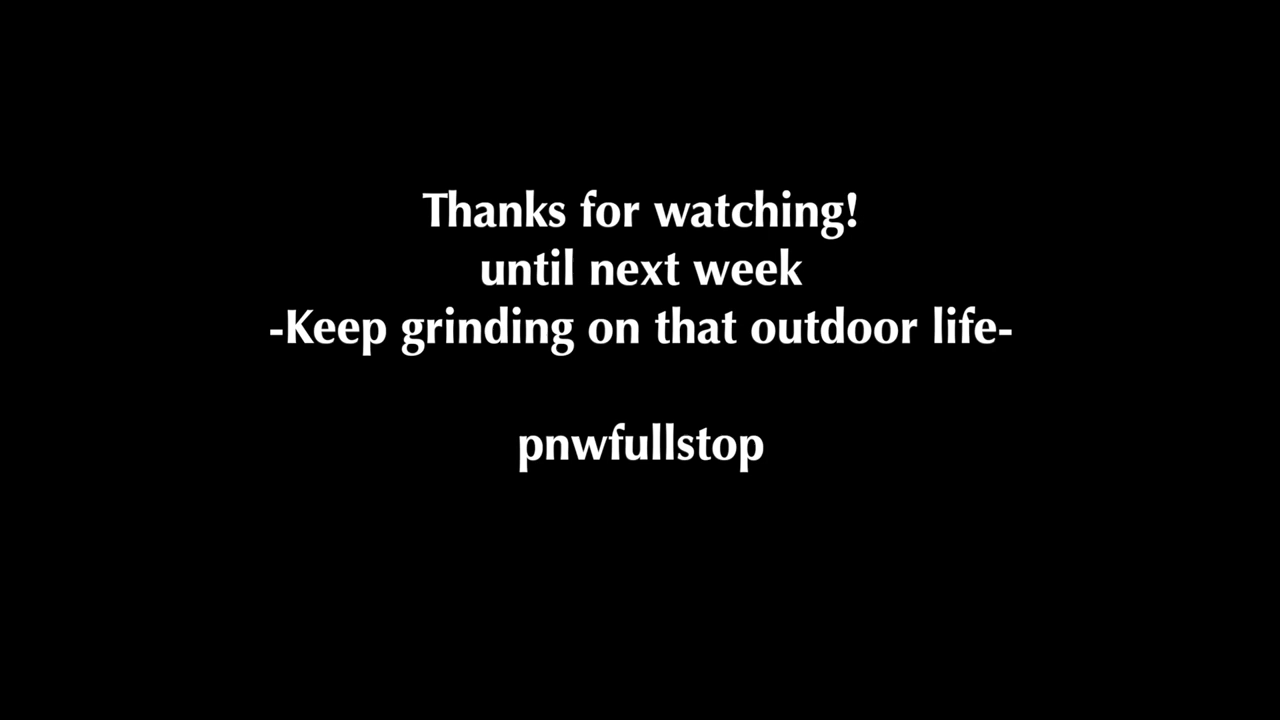 Thanks for watching!
until next week
-Keep grinding on that outdoor life-
pnwfullstop